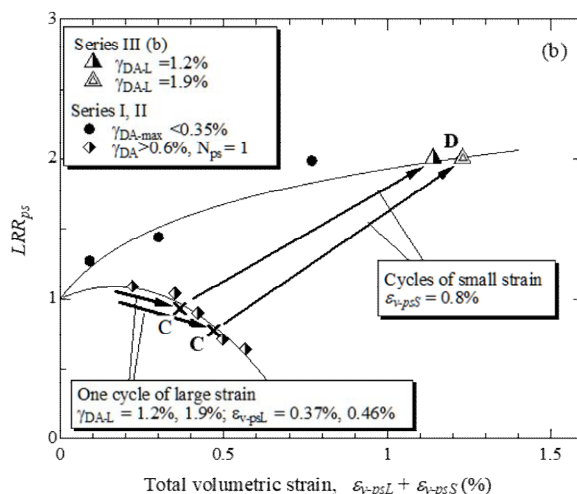 3
(b)
Series III (b)
γDA-L =1.2%
γDA-L =1.9%
Series I, II
γDA-max <0.35%
γDA>0.6%, Nps= 1
D
2
LRRps
Cycles of small strain
εv-psS = 0.8%
1
C
C
One cycle of large strain
γDA-L = 1.2%, 1.9%; εv-psL = 0.37%, 0.46%
0
0 0.5 1 1.5
Total volumetric strain, εv-psL + εv-psS (%)